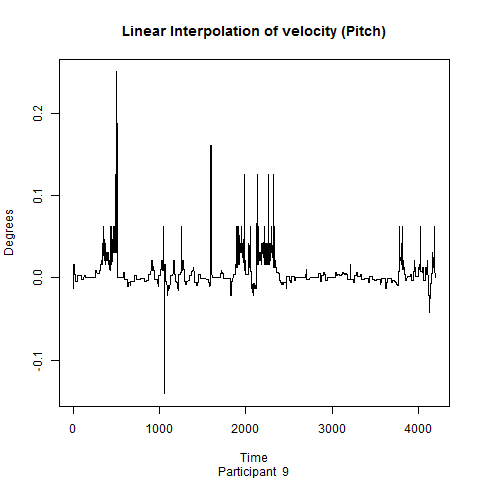 Linear Interpolation of velocity (Pitch)
Degrees
0.2
0.1
0.0
-0.1
0 1000 2000 3000 4000
Time
Participant 9